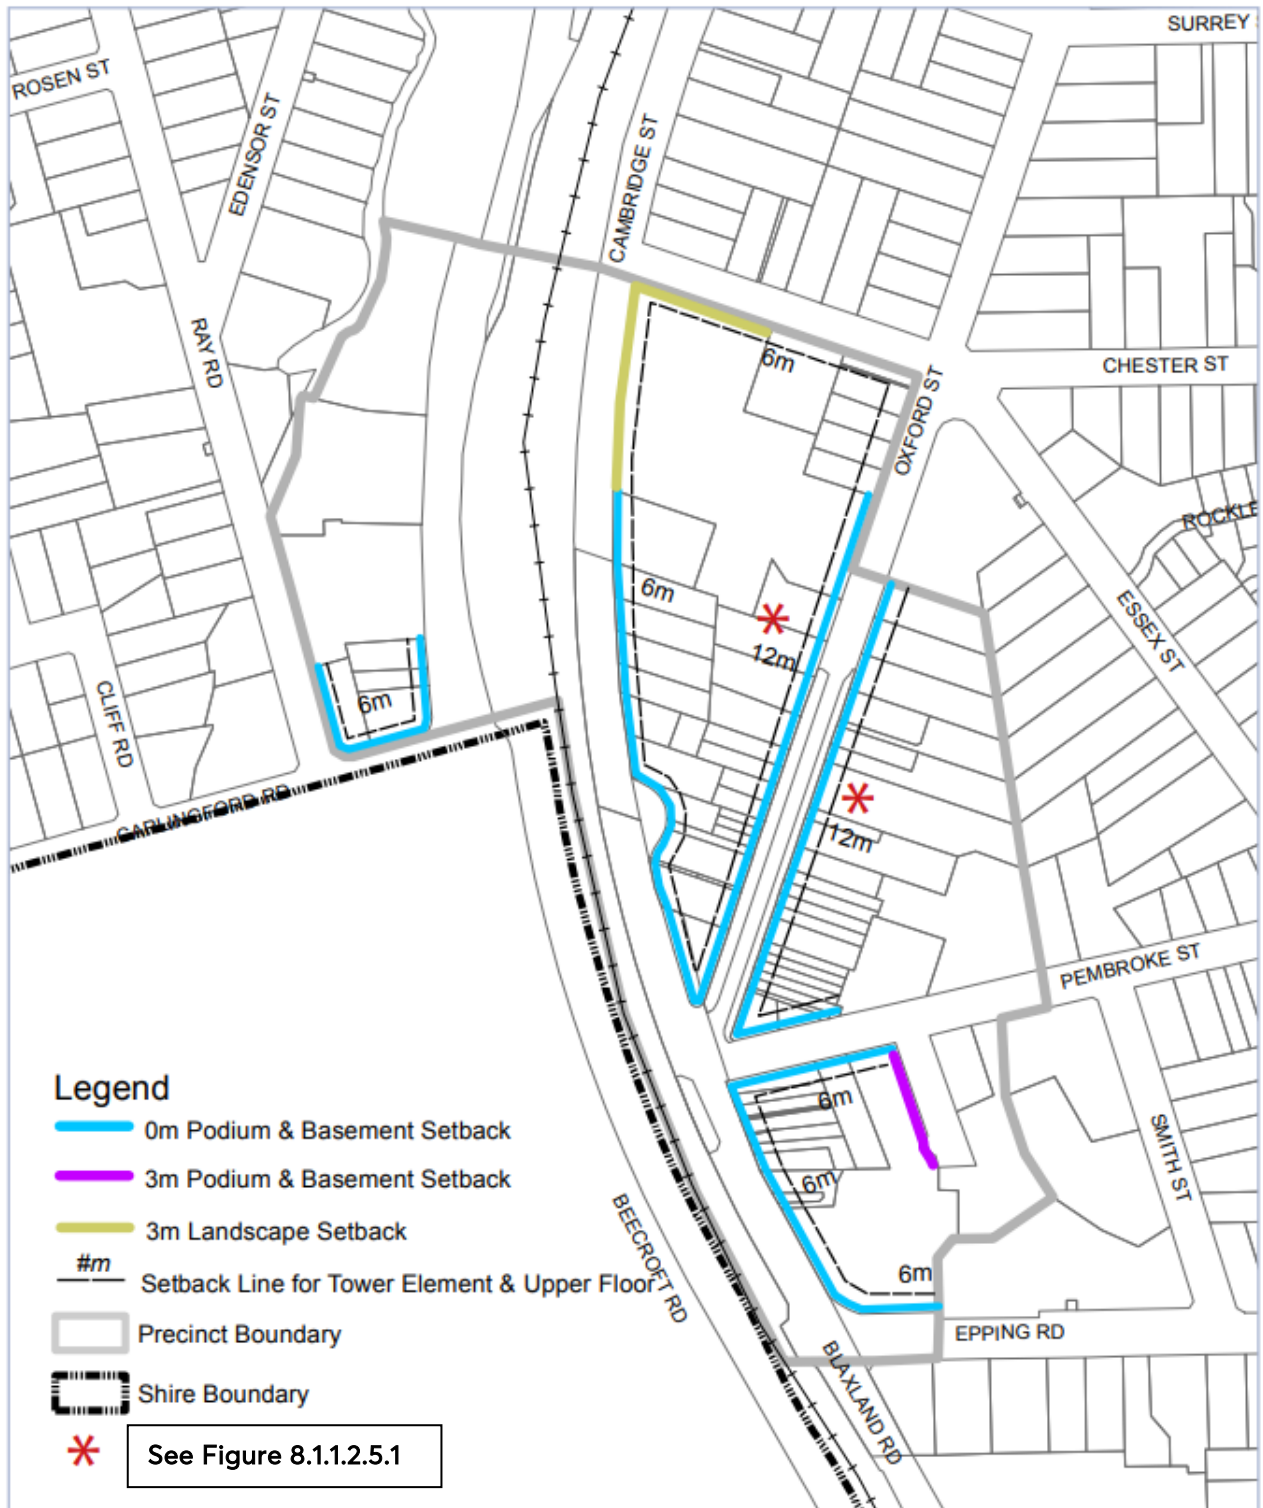 SURREY
ROSEN ST
EDENSOR ST
CAMBRIDGE ST
RAY RD
6m
CHESTER ST
OXFORD ST
ROCKLE
6m
ESSEX ST
12m
CLIFF RD
6m
CARLINGFORD RD
12m
PEMBROKE ST
6m
SMITH ST
6m
BEECROFT RD
6m
EPPING RD
BLAXLAND RD
Legend
0m Podium & Basement Setback
3m Podium & Basement Setback
3m Landscape Setback
#m
Setback Line for Tower Element & Upper Floor
Precinct Boundary
Shire Boundary
See Figure 8.1.1.2.5.1